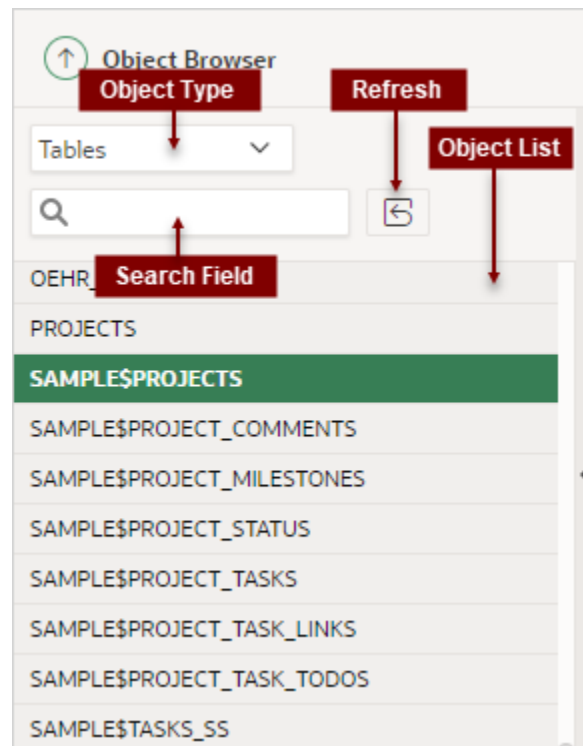 Object Browser
Object Type
Refresh
Tables
Object List
Search Field
OEHR_
PROJECTS
SAMPLE$PROJECTS
SAMPLE$PROJECT_COMMENTS
SAMPLE$PROJECT_MILESTONES
SAMPLE$PROJECT_STATUS
SAMPLE$PROJECT_TASKS
SAMPLE$PROJECT_TASK_LINKS
SAMPLE$PROJECT_TASK_TODOS
SAMPLE$TASKS_SS